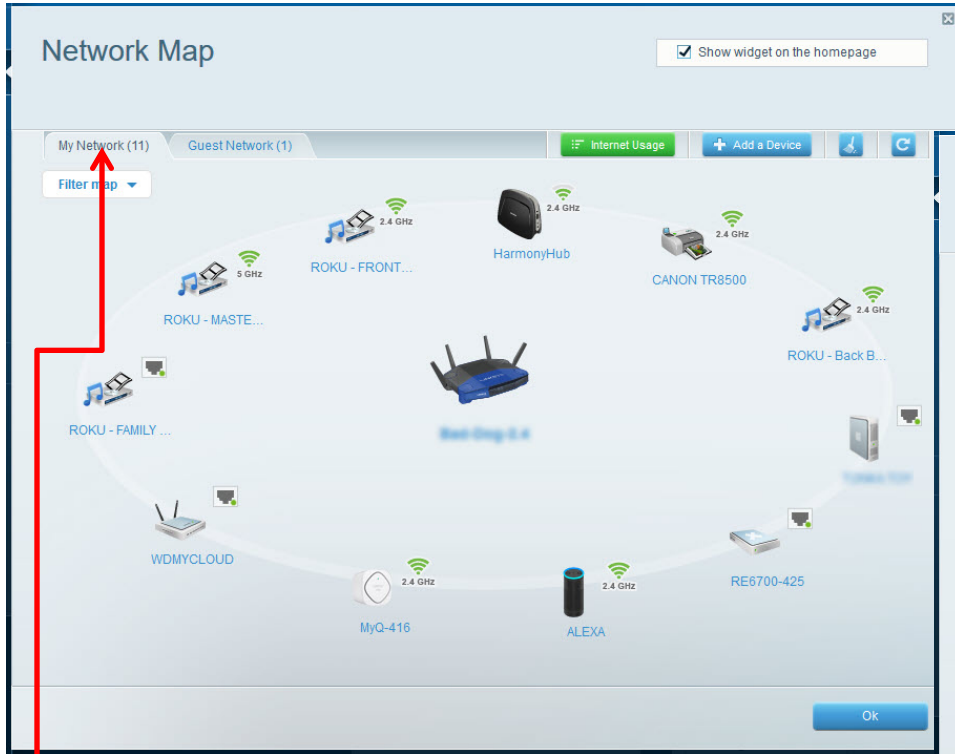 Network Map
Show widget on the homepage
My Network (11)
Guest Network (1)
Internet Usage
Add a Device
Filter map
2.4 GHz
HarmonyHub
2.4 GHz
ROKU - FRONT...
2.4 GHz
CANON TR8500
5 GHz
ROKU - MASTE...
2.4 GHz
ROKU - Back B...
ROKU - FAMILY ...
WDMYCLOUD
RE6700-425
2.4 GHz
MyQ-416
2.4 GHz
ALEXA
Ok